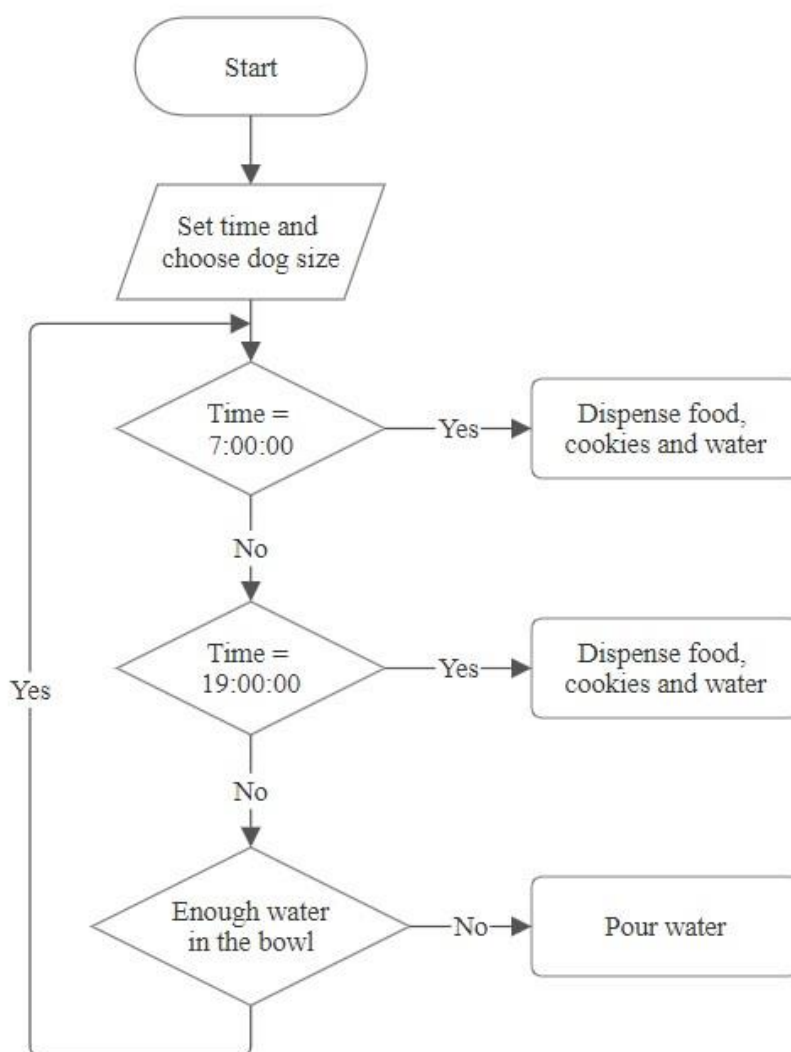 Start
Set time and
choose dog size
Time =
7:00:00
Yes
Dispense food,
cookies and water
No
Time =
19:00:00
Yes
Dispense food,
cookies and water
Yes
No
Enough water
in the bowl
No
Pour water